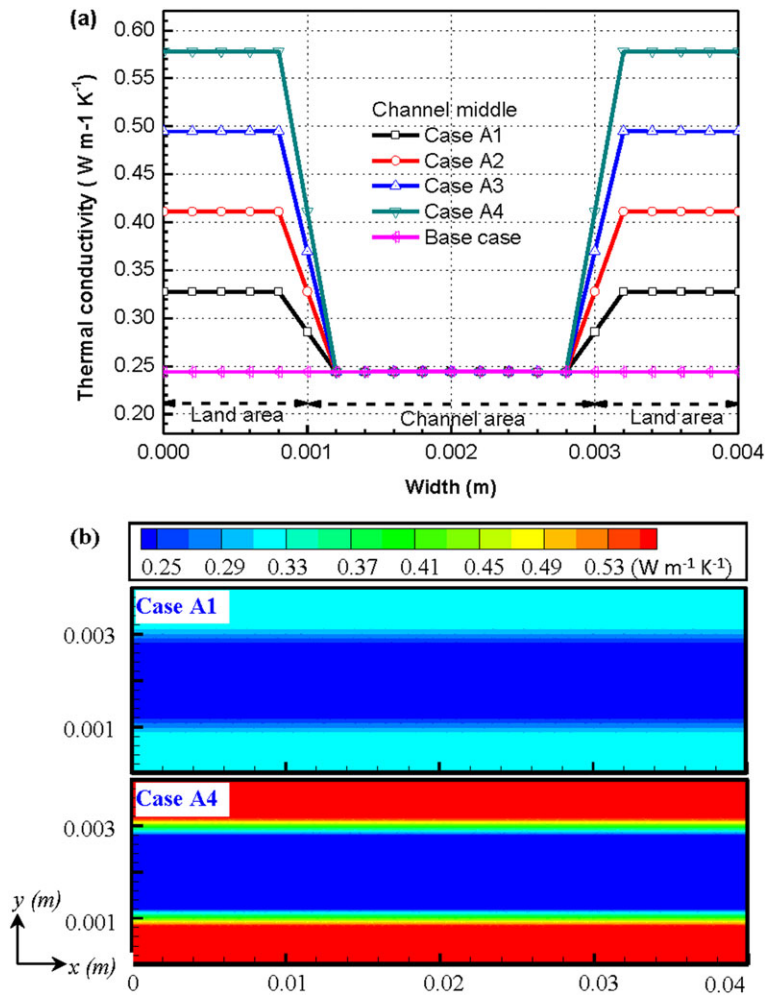 (a)
0.60
0.55
0.50
0.45
0.40
0.35
0.30
0.25
0.20
Thermal conductivity ( W m-1 K⁻¹)
Channel middle
Case A1
Case A2
Case A3
Case A4
Base case
Land area Channel area Land area
0.000 0.001 0.002 0.003 0.004
Width (m)
(b)
0.25 0.29 0.33 0.37 0.41 0.45 0.49 0.53 (W m⁻¹ K⁻¹)
Case A1
0.003
0.001
Case A4
0.003
0.001
y (m)
x (m)
0 0.01 0.02 0.03 0.04